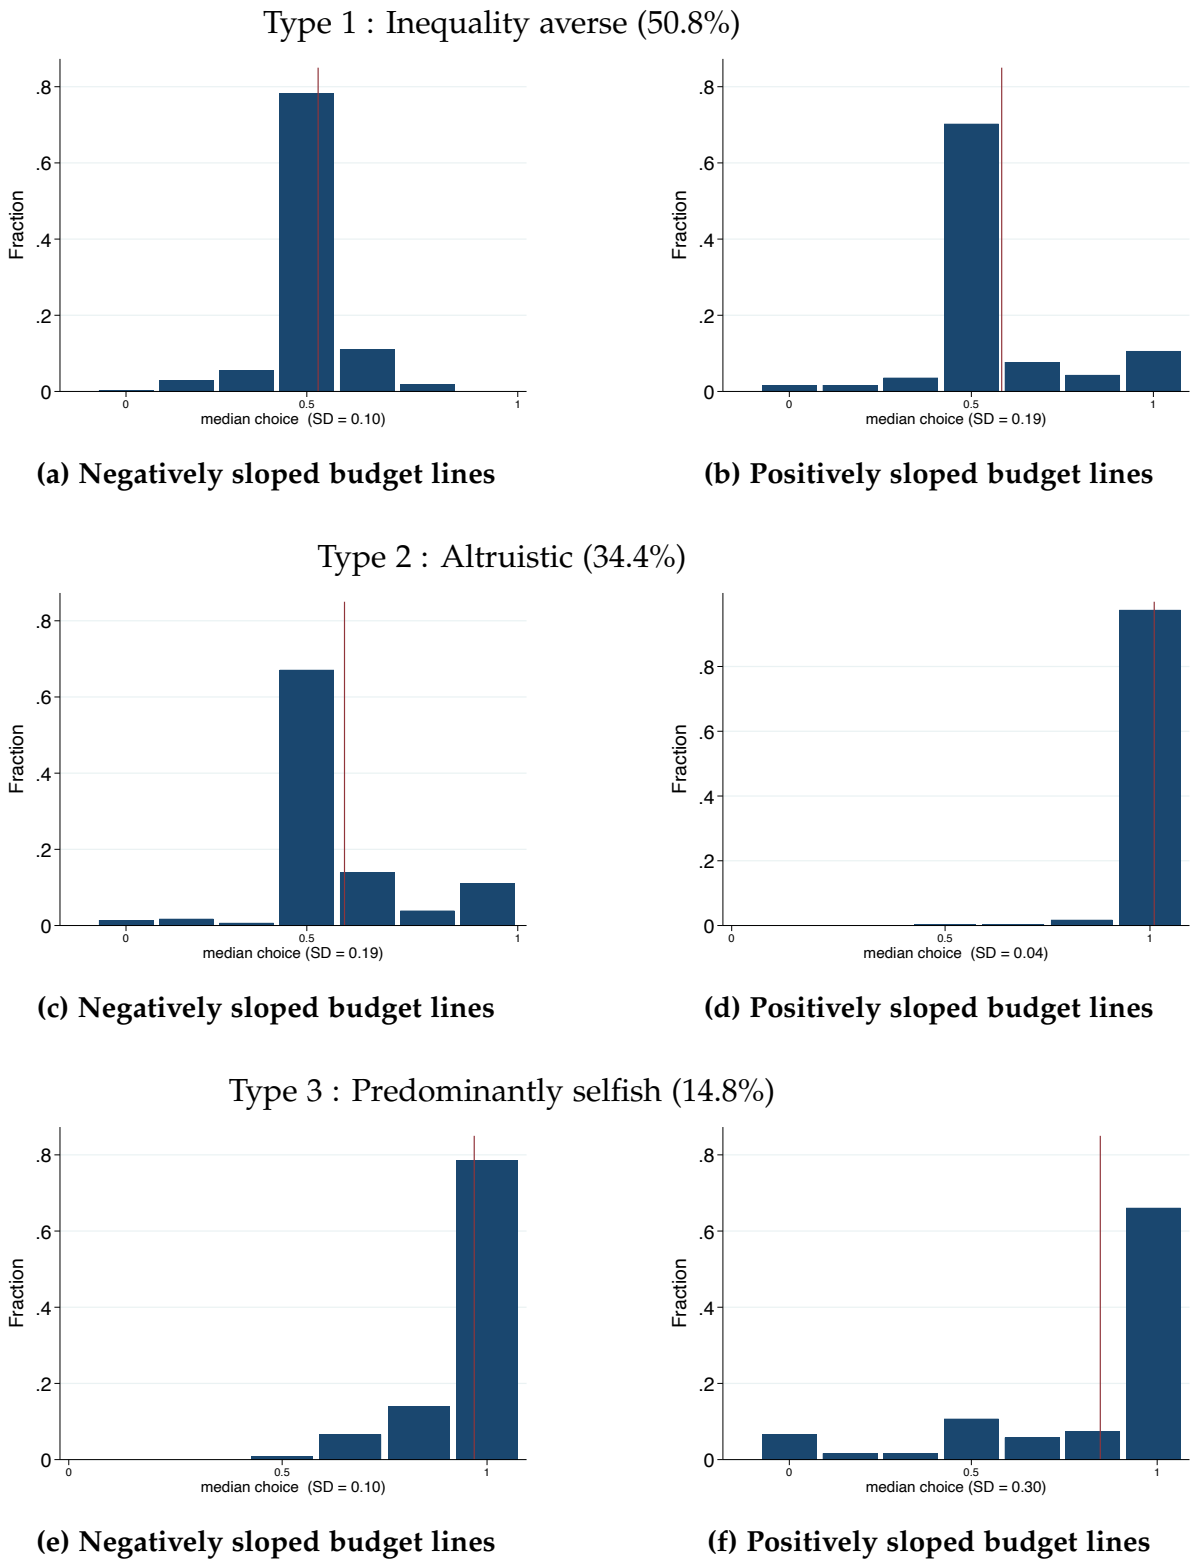 Type 1 : Inequality averse (50.8%)
Fraction
.8
.6
.4
.2
0
0 0.5 1
median choice (SD = 0.10)
(a) Negatively sloped budget lines
Fraction
.8
.6
.4
.2
0
0 0.5 1
median choice (SD = 0.19)
(b) Positively sloped budget lines
Type 2 : Altruistic (34.4%)
Fraction
.8
.6
.4
.2
0
0 0.5 1
median choice (SD = 0.19)
(c) Negatively sloped budget lines
Fraction
.8
.6
.4
.2
0
0 0.5 1
median choice (SD = 0.04)
(d) Positively sloped budget lines
Type 3 : Predominantly selfish (14.8%)
Fraction
.8
.6
.4
.2
0
0 0.5 1
median choice (SD = 0.10)
(e) Negatively sloped budget lines
Fraction
.8
.6
.4
.2
0
0 0.5 1
median choice (SD = 0.30)
(f) Positively sloped budget lines